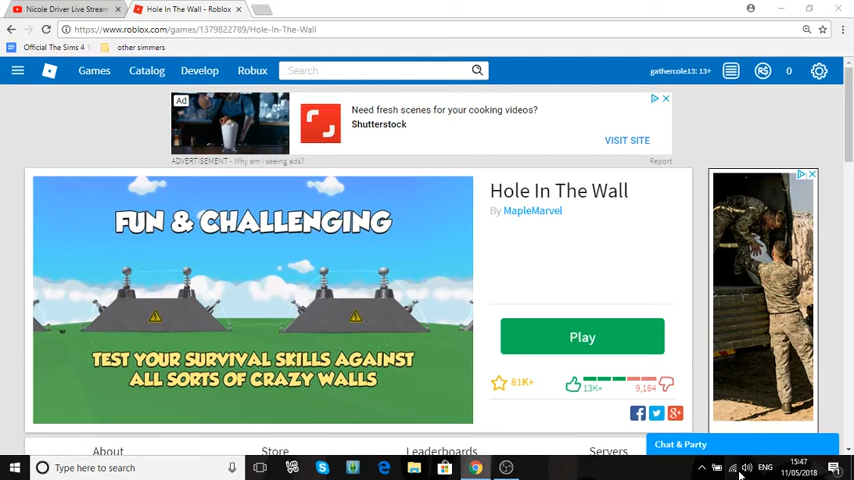 Nicole Driver Live Stream
Hole In The Wall - Roblox
https://www.roblox.com/games/1379822789/Hole-In-The-Wall
Official The Sims 4
other simmers
Games
Catalog
Develop
Robux
Search
gathercole13: 13+
R$
0
Ad
Need fresh scenes for your cooking videos?
Shutterstock
VISIT SITE
ADVERTISEMENT - Why am I seeing ads?
Report
FUN & CHALLENGING
TEST YOUR SURVIVAL SKILLS AGAINST
ALL SORTS OF CRAZY WALLS
Hole In The Wall
By MapleMarvel
Play
81K+
13K+
9,164
About
Store
Leaderboards
Servers
Chat & Party
Type here to search
ENG
15:47
11/05/2018